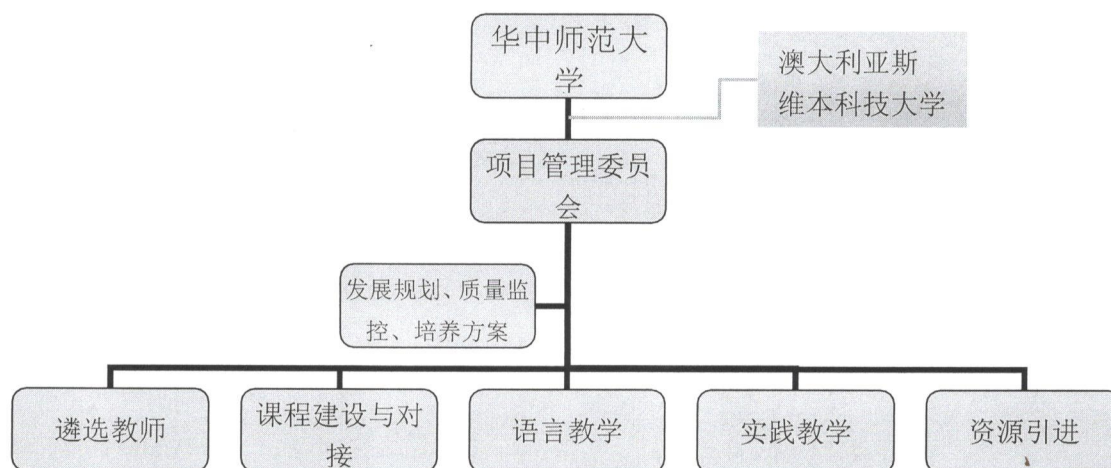 华中师范大
学
澳大利亚斯
维本科技大学
项目管理委员
会
发展规划、质量监
控、培养方案
遴选教师
课程建设与对
接
语言教学
实践教学
资源引进